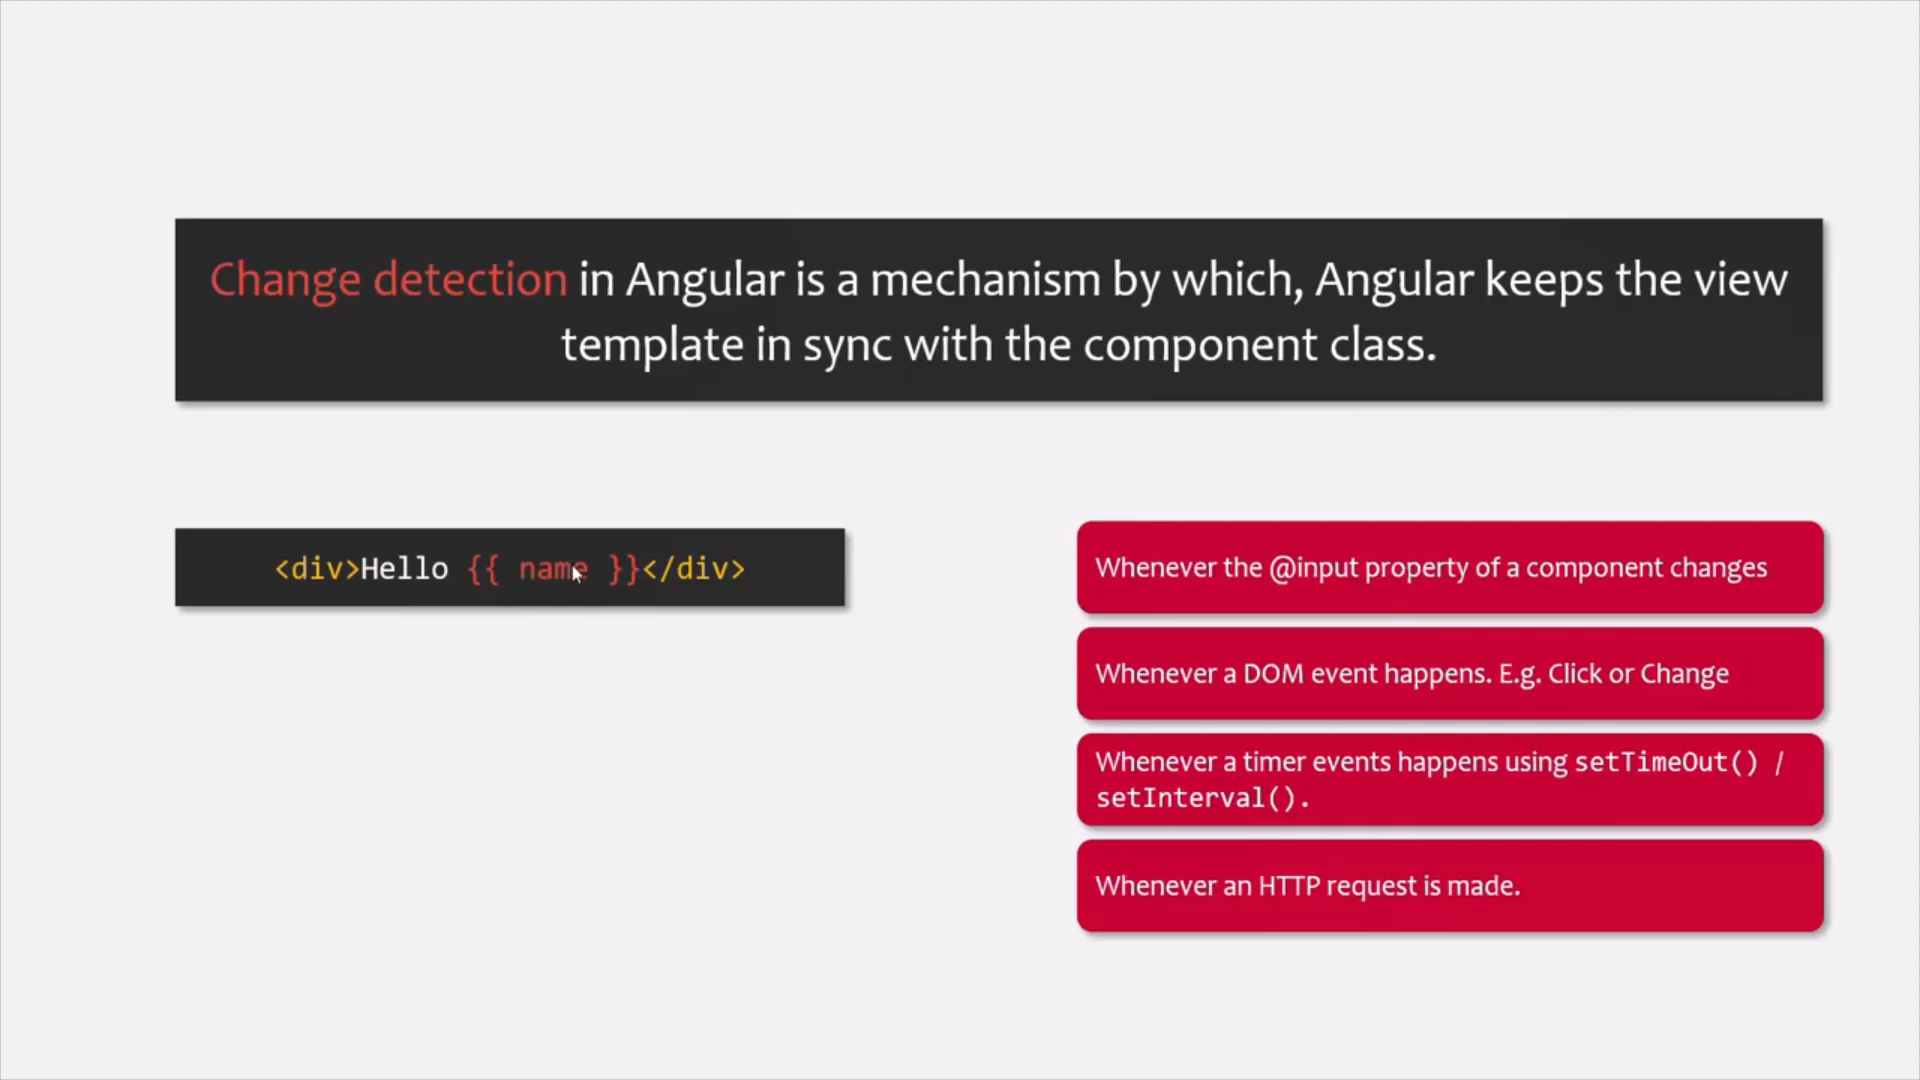 Change detection in Angular is a mechanism by which, Angular keeps the view
template in sync with the component class.
<div>Hello {{ name }}</div>
Whenever the @input property of a component changes
Whenever a DOM event happens. E.g. Click or Change
Whenever a timer events happens using setTimeOut() /
setInterval().
Whenever an HTTP request is made.